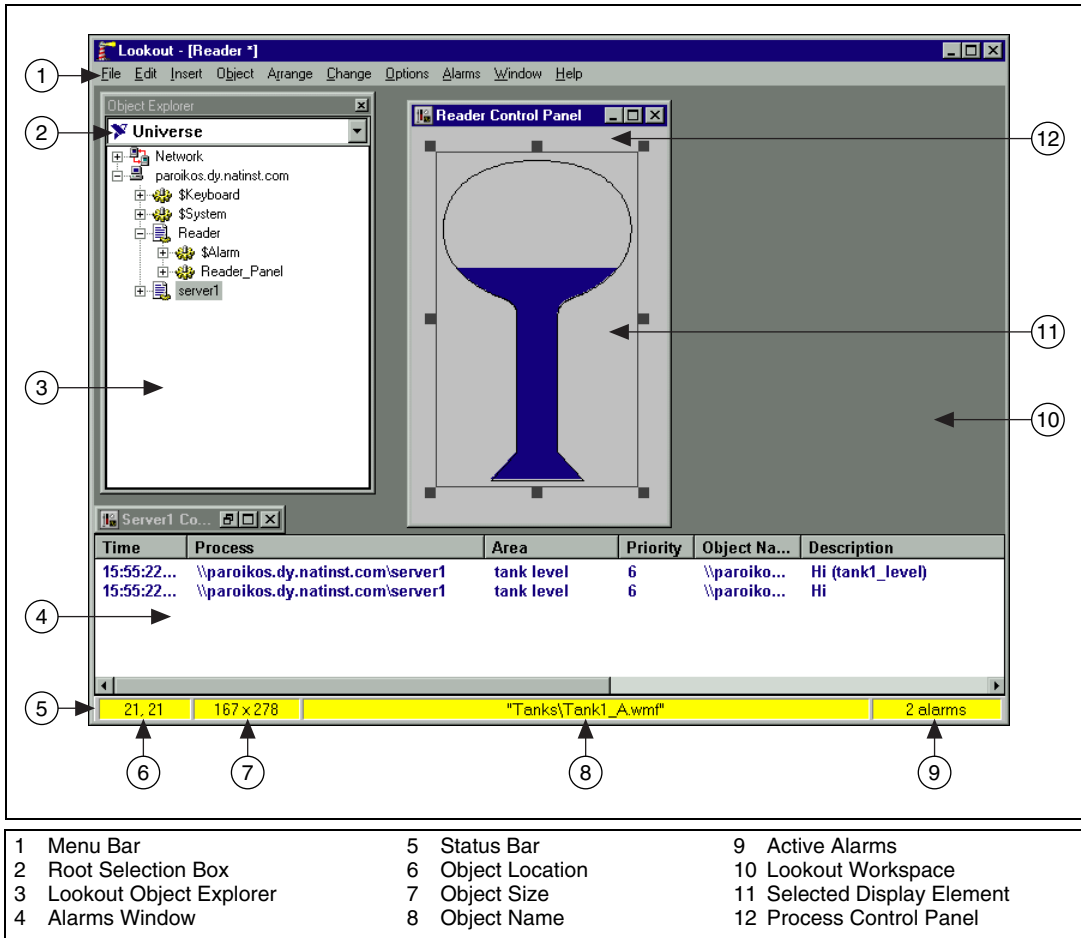 Lookout - [Reader *]
File Edit Insert Object Arrange Change Options Alarms Window Help
1
Object Explorer
Universe
2
Network
paroikos.dy.natinst.com
$Keyboard
$System
Reader
$Alarm
Reader_Panel
server1
3
Reader Control Panel
12
11
10
Server1 Co...
Time Process Area Priority Object Na... Description
15:55:22... \\paroikos.dy.natinst.com\server1 tank level 6 \\paroiko... Hi (tank1_level)
15:55:22... \\paroikos.dy.natinst.com\server1 tank level 6 \\paroiko... Hi
4
5
21, 21 167 x 278 "Tanks\Tank1_A.wmf" 2 alarms
6 7 8 9
1 Menu Bar
2 Root Selection Box
3 Lookout Object Explorer
4 Alarms Window
5 Status Bar
6 Object Location
7 Object Size
8 Object Name
9 Active Alarms
10 Lookout Workspace
11 Selected Display Element
12 Process Control Panel